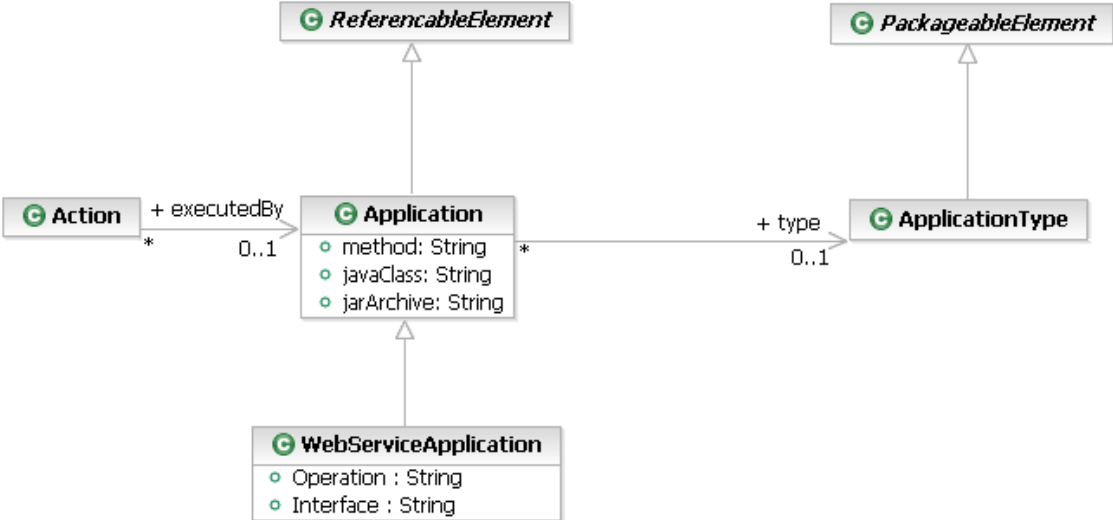 ReferencableElement
PackageableElement
Action
+ executedBy
*
0..1
Application
method: String
javaClass: String
jarArchive: String
*
+ type
0..1
ApplicationType
WebServiceApplication
Operation : String
Interface : String